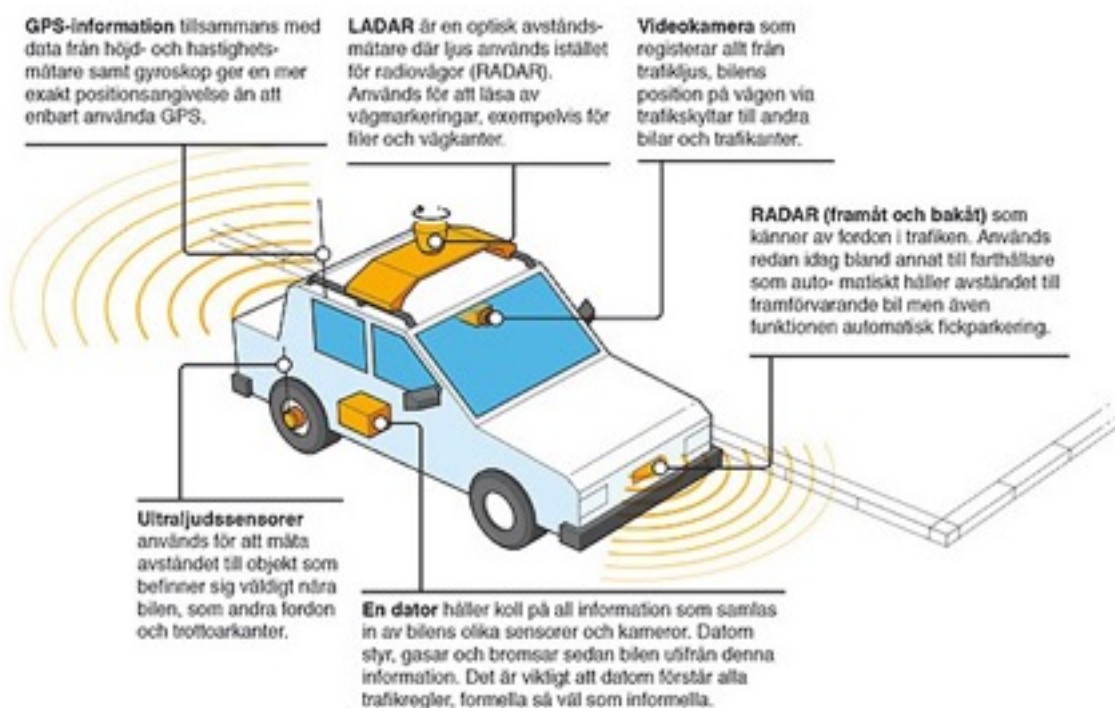 GPS-information tillsammans med
data från höjd- och hastighets-
mätare samt gyroskop ger en mer
exakt positionsangivelse än att
enbart använda GPS.
LADAR är en optisk avstånds-
mätare där ljus används istället
för radiovågor (RADAR).
Används för att läsa av
vägmarkeringar, exempelvis för
filer och vägkanter.
Videokamera som
registerar allt från
trafikljus, bilens
position på vägen via
trafikskyltar till andra
bilar och trafikanter.
RADAR (framåt och bakåt) som
känner av fordon i trafiken. Används
redan idag bland annat till farthållare
som auto- matiskt håller avståndet till
framförvarande bil men även
funktionen automatisk fickparkering.
Ultraljudssensorer
används för att mäta
avståndet till objekt som
befinner sig väldigt nära
bilen, som andra fordon
och trottoarkanter.
En dator håller koll på all information som samlas
in av bilens olika sensorer och kameror. Datorn
styr, gasar och bromsar sedan bilen utifrån denna
information. Det är viktigt att datorn förstår alla
trafikregler, formella så väl som informella.